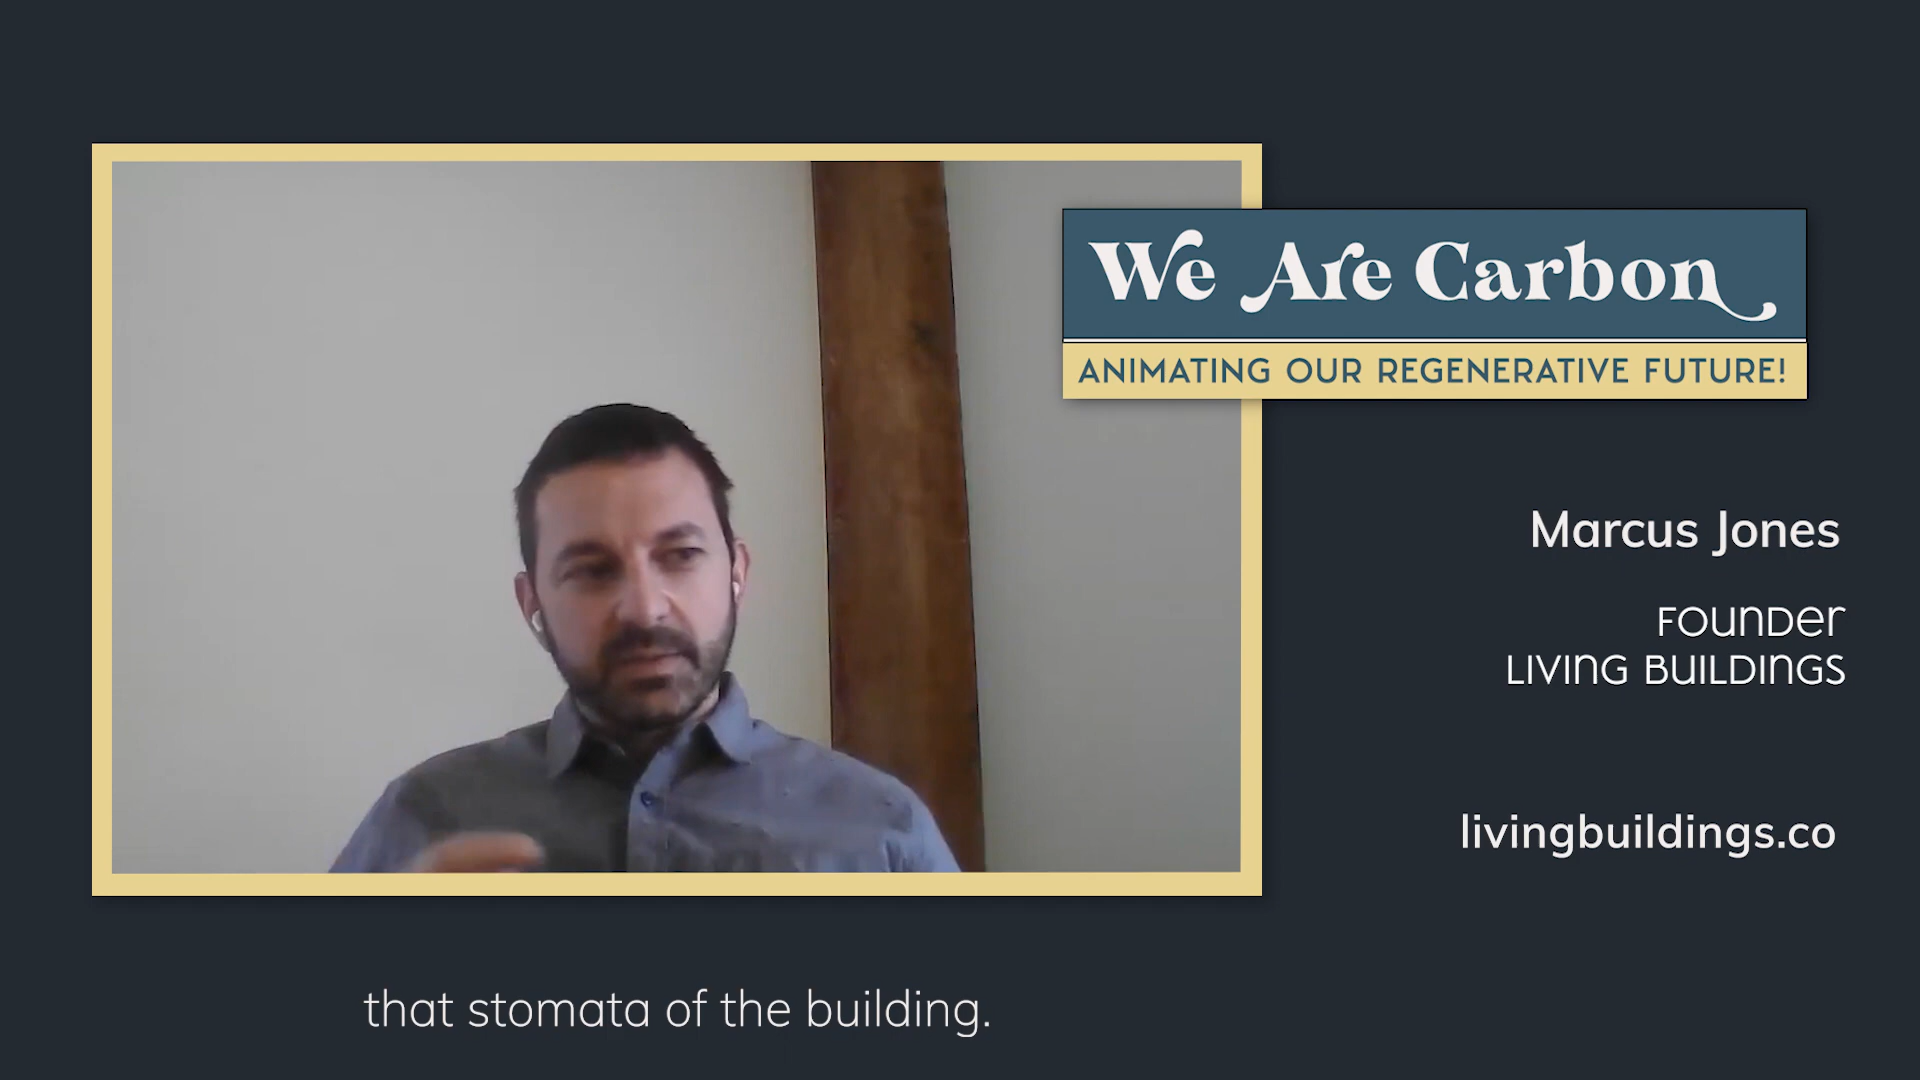 We Are Carbon
ANIMATING OUR REGENERATIVE FUTURE!
Marcus Jones
FOUNDER
LIVING BUILDINGS
livingbuildings.co
that stomata of the building.